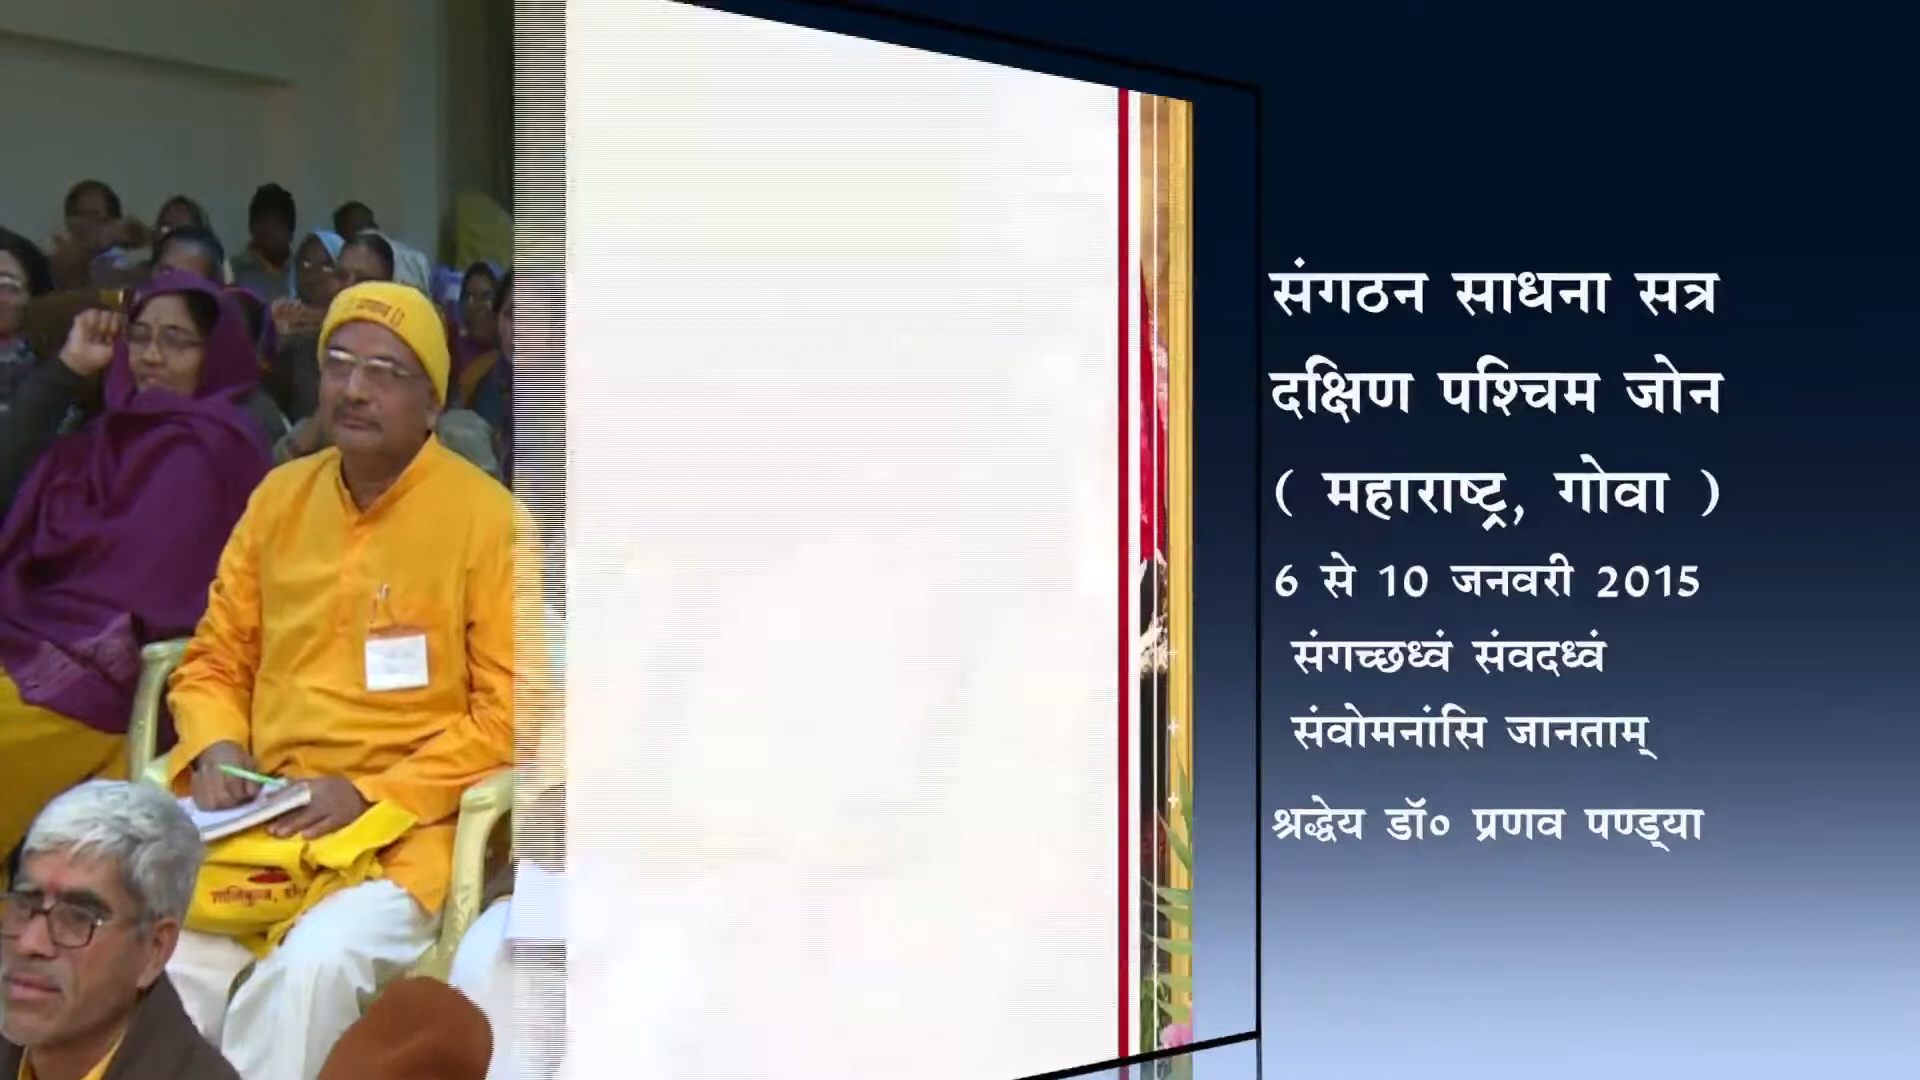 संगठन साधना सत्र
दक्षिण पश्चिम जोन
( महाराष्ट्र, गोवा )
6 से 10 जनवरी 2015
संगच्छध्वं संवदध्वं
संवोमनांसि जानताम्
श्रद्धेय डॉ० प्रणव पण्ड्या